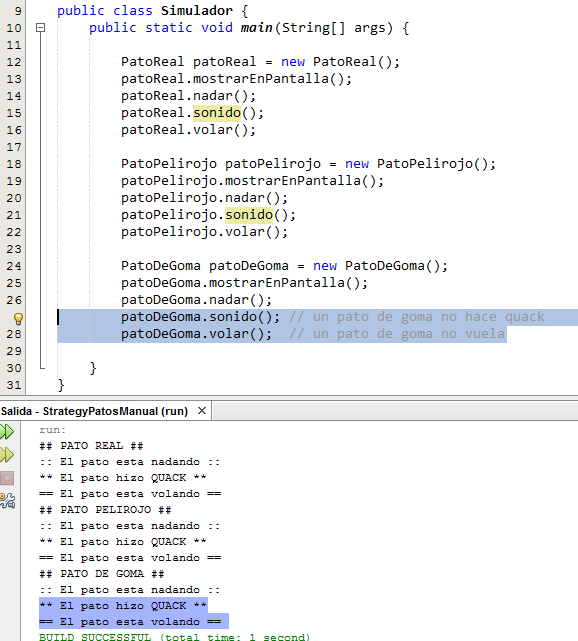 9 public class Simulador {
10 public static void main(String[] args) {
11
12 PatoReal patoReal = new PatoReal();
13 patoReal.mostrarEnPantalla();
14 patoReal.nadar();
15 patoReal.sonido();
16 patoReal.volar();
17
18 PatoPelirojo patoPelirojo = new PatoPelirojo();
19 patoPelirojo.mostrarEnPantalla();
20 patoPelirojo.nadar();
21 patoPelirojo.sonido();
22 patoPelirojo.volar();
23
24 PatoDeGoma patoDeGoma = new PatoDeGoma();
25 patoDeGoma.mostrarEnPantalla();
26 patoDeGoma.nadar();
patoDeGoma.sonido(); // un pato de goma no hace quack
28 patoDeGoma.volar(); // un pato de goma no vuela
29
30 }
31 }
Salida - StrategyPatosManual (run) ×
run:
## PATO REAL ##
:: El pato esta nadando ::
** El pato hizo QUACK **
== El pato esta volando ==
## PATO PELIROJO ##
:: El pato esta nadando ::
** El pato hizo QUACK **
== El pato esta volando ==
## PATO DE GOMA ##
:: El pato esta nadando ::
** El pato hizo QUACK **
== El pato esta volando ==
BUILD SUCCESSFUL (total time: 1 second)